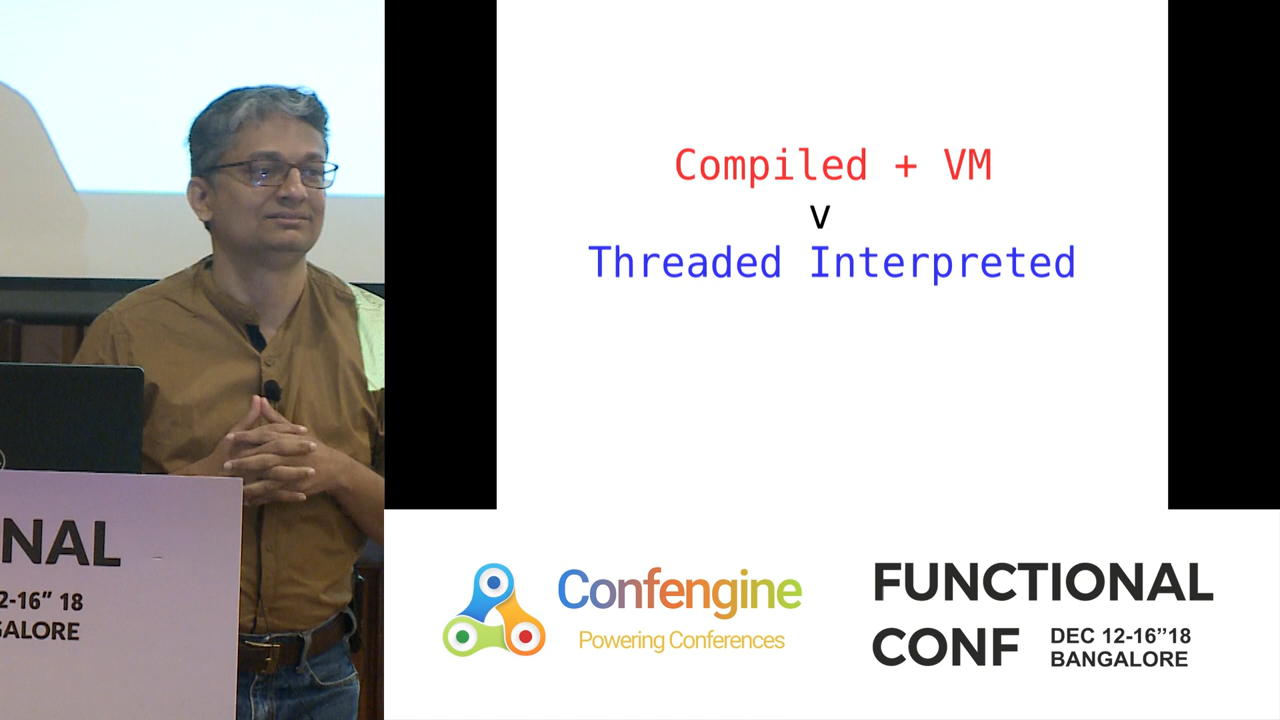 Compiled + VM
v
Threaded Interpreted
NAL
2-16” 18
GALORE
Confengine
Powering Conferences
FUNCTIONAL
CONF
DEC 12-16”18
BANGALORE